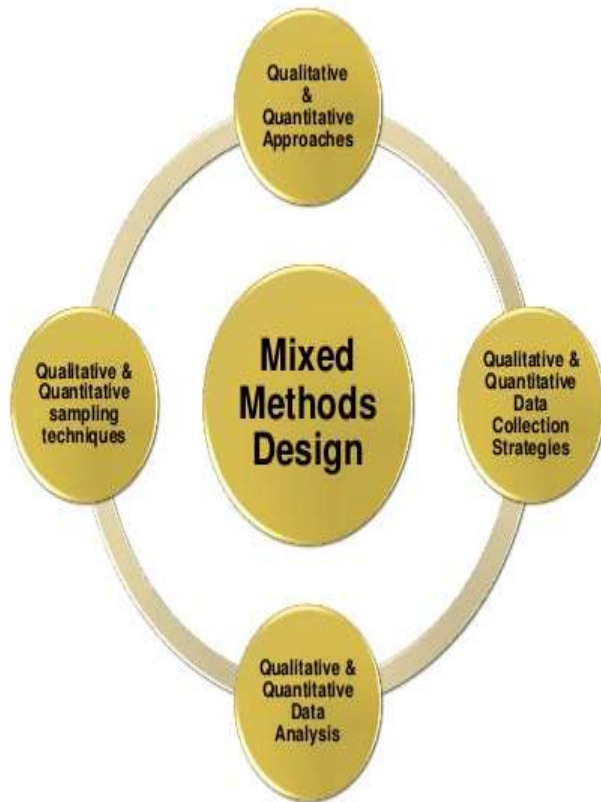 Qualitative
&
Quantitative
Approaches
Mixed
Methods
Design
Qualitative &
Quantitative
sampling
techniques
Qualitative &
Quantitative
Data
Collection
Strategies
Qualitative &
Quantitative
Data
Analysis